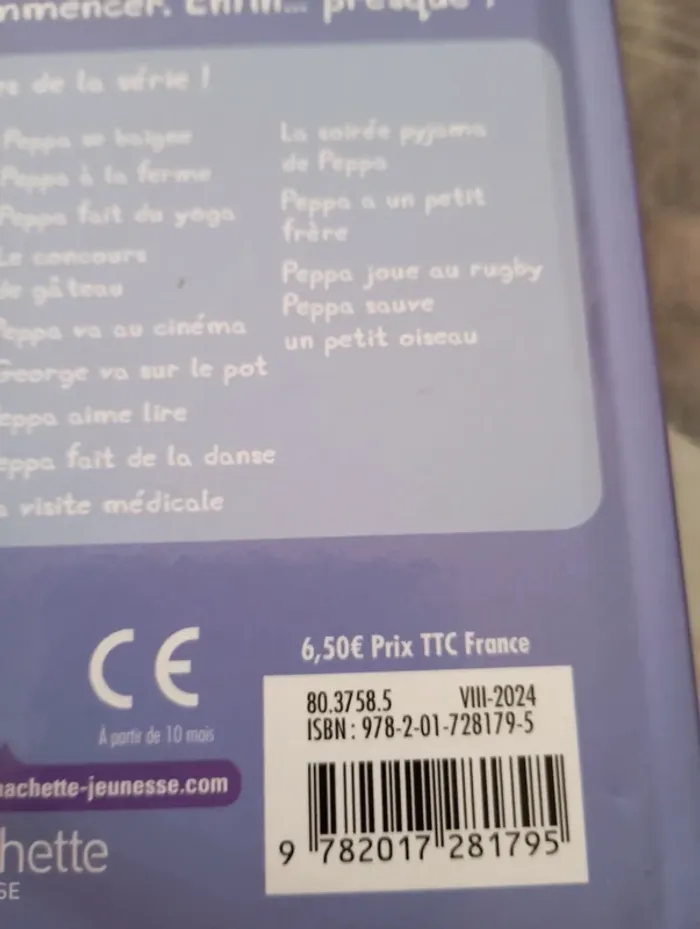 mmencer. Enfin... presque !
s de la série !
Peppa se baigne
Peppa à la ferme
Peppa fait du yoga
Le concours
de gâteau
Peppa va au cinéma
George va sur le pot
eppa aime lire
eppa fait de la danse
a visite médicale
La soirée pyjama
de Peppa
Peppa a un petit
frère
Peppa joue au rugby
Peppa sauve
un petit oiseau
CE
À partir de 10 mois
hachette-jeunesse.com
hette
SE
6,50€ Prix TTC France
80.3758.5 VIII-2024
ISBN : 978-2-01-728179-5
9 782017 281795